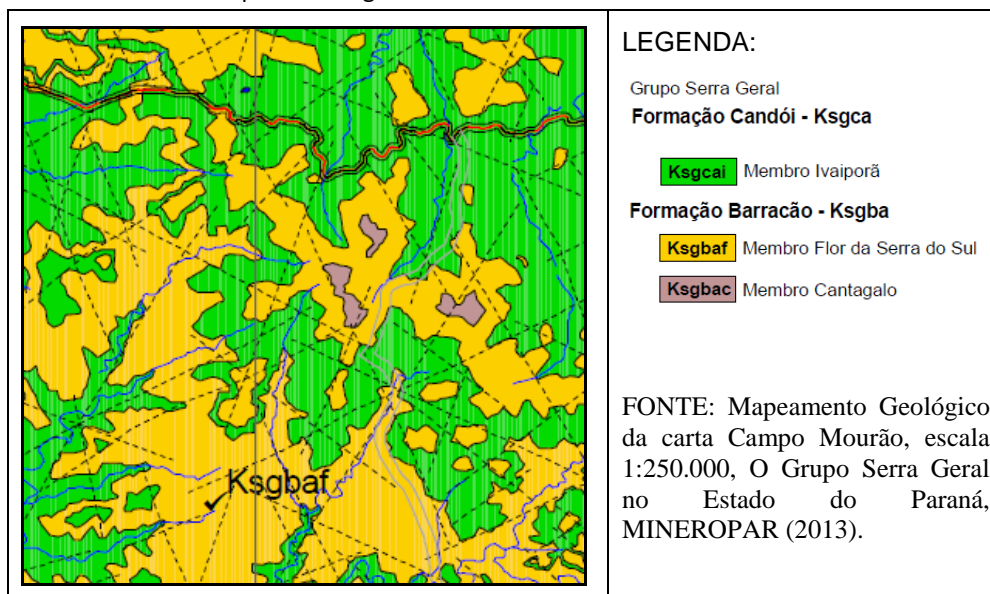 LEGENDA:
Grupo Serra Geral
Formação Candói - Ksgca
Ksgcai Membro Ivaiporã
Formação Barracão - Ksgba
Ksgbaf Membro Flor da Serra do Sul
Ksgbac Membro Cantagalo
Ksgbaf
FONTE: Mapeamento Geológico
da carta Campo Mourão, escala
1:250.000, O Grupo Serra Geral
no Estado do Paraná,
MINEROPAR (2013).